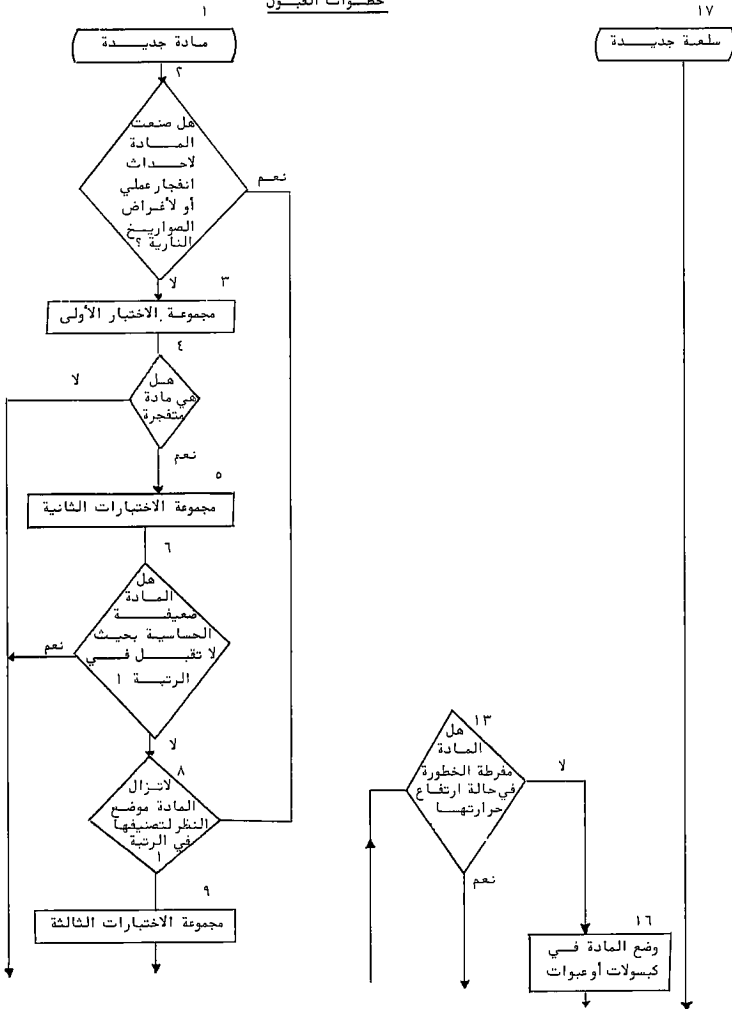 خطوات القبول
١
مادة جديدة
٢
هل صنعت
المادة
لاحداث
انفجار عملي
أو لأغراض
الصواريخ
النارية ؟
نعم
لا
٣
مجموعة الاختبار الأولى
٤
هل
هي مادة
متفجرة
لا
نعم
٥
مجموعة الاختبارات الثانية
٦
هل
المادة
ضعيفة
الحساسية بحيث
لا تقبل في
الرتبة ١
نعم
لا
٨
لاتزال
المادة موضع
النظر لتصنيفها
في الرتبة
١
٩
مجموعة الاختبارات الثالثة
١٣
هل
المادة
مفرطة الخطورة
في حالة ارتفاع
حرارتها
لا
نعم
١٦
وضع المادة في
كبسولات أو عبوات
١٧
سلعة جديدة